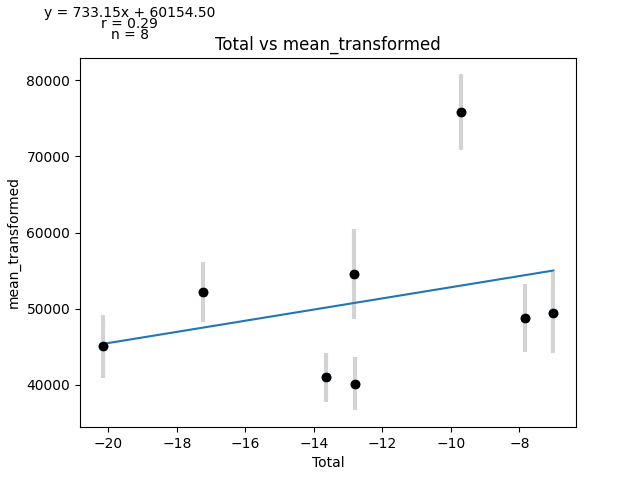 y = 733.15x + 60154.50
r = 0.29
n = 8
Total vs mean_transformed
80000
70000
60000
50000
40000
mean_transformed
−20 −18 −16 −14 −12 −10 −8
Total